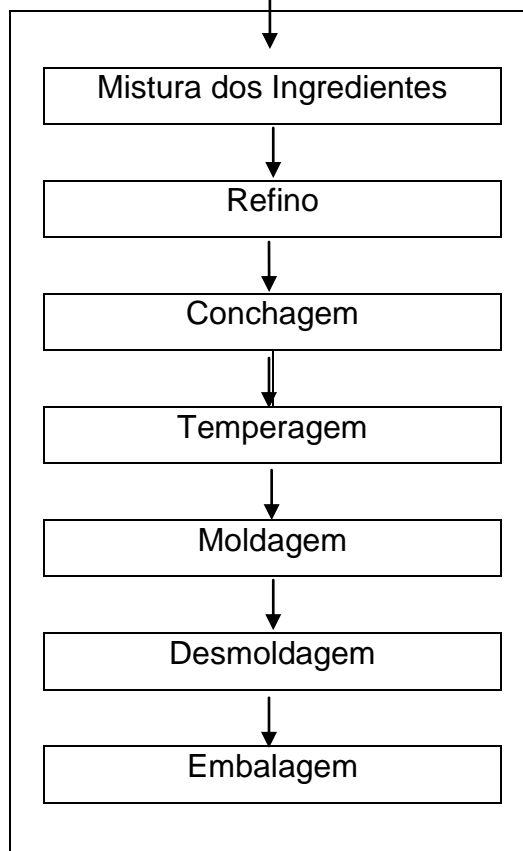 Mistura dos Ingredientes
Refino
Conchagem
Temperagem
Moldagem
Desmoldagem
Embalagem